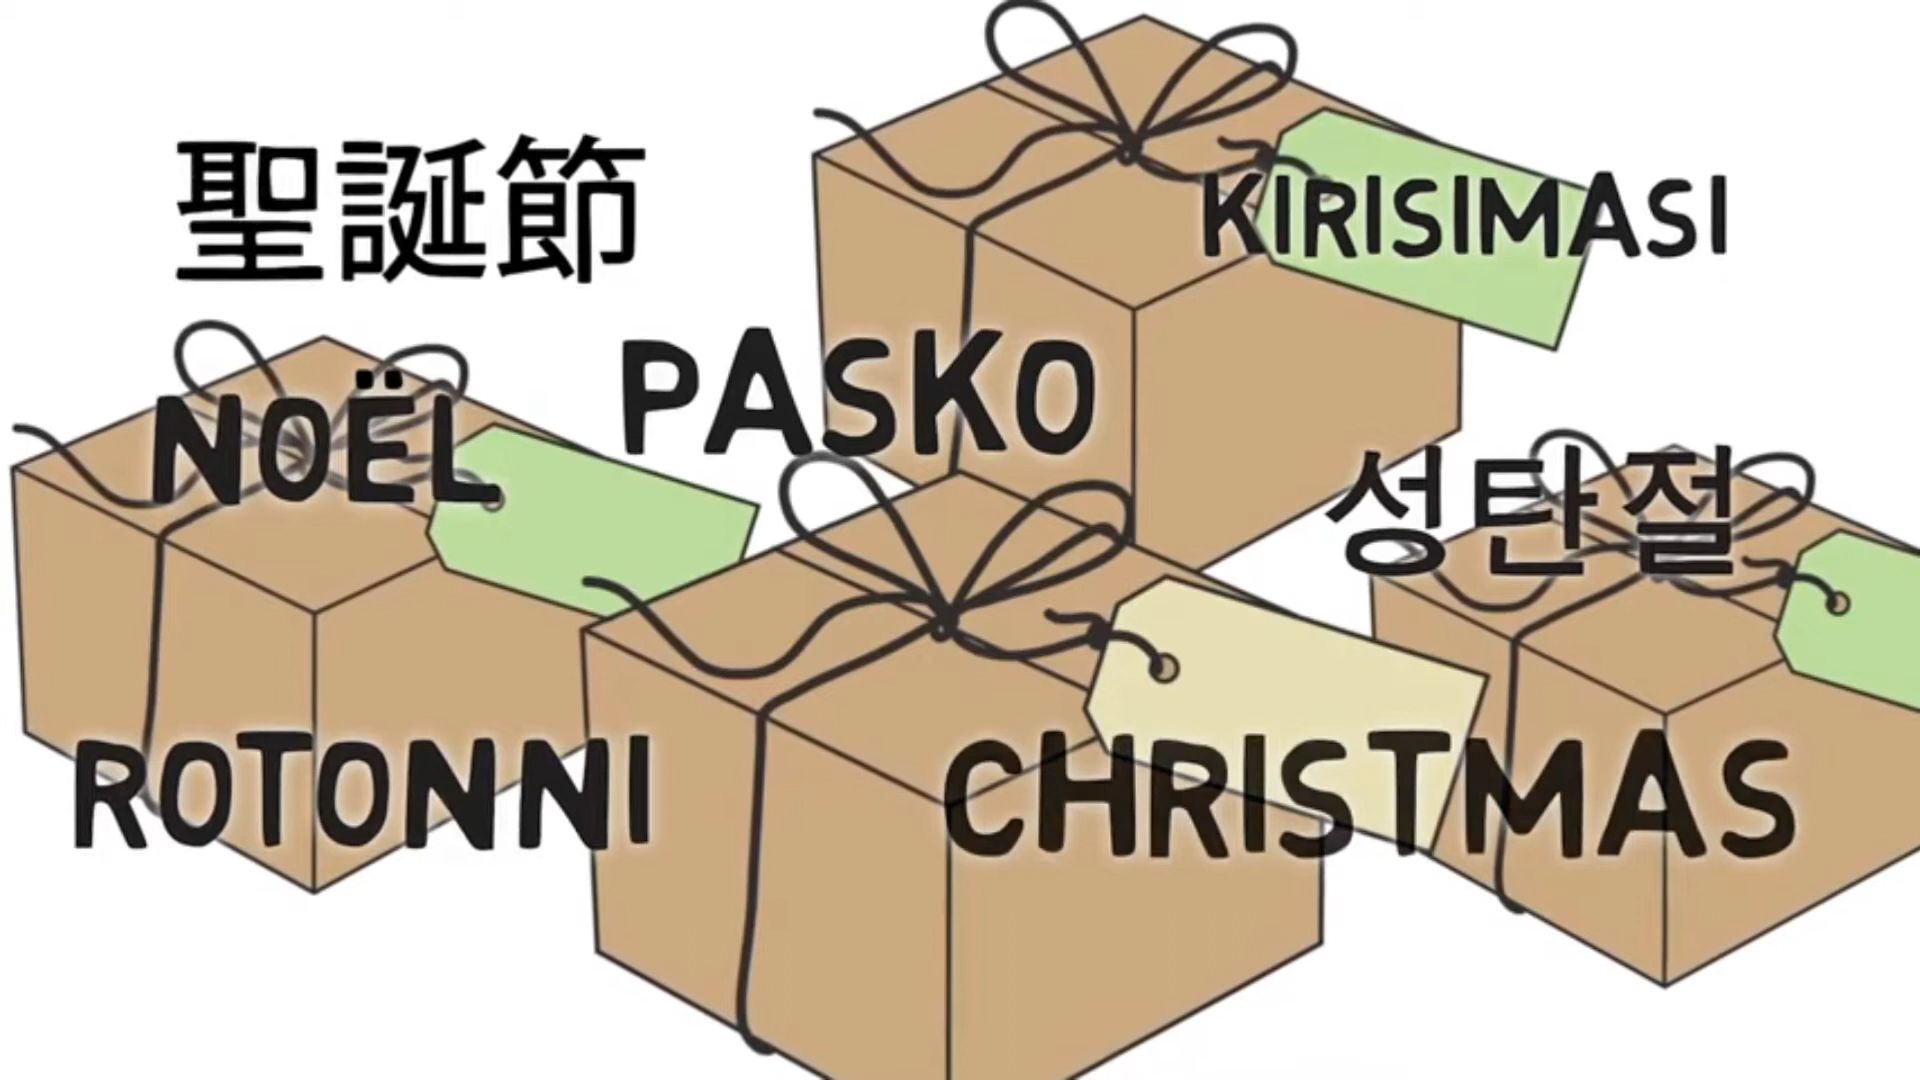 聖誕節
KIRISIMASI
PASKO
NOËL
성탄절
ROTONNI
CHRISTMAS